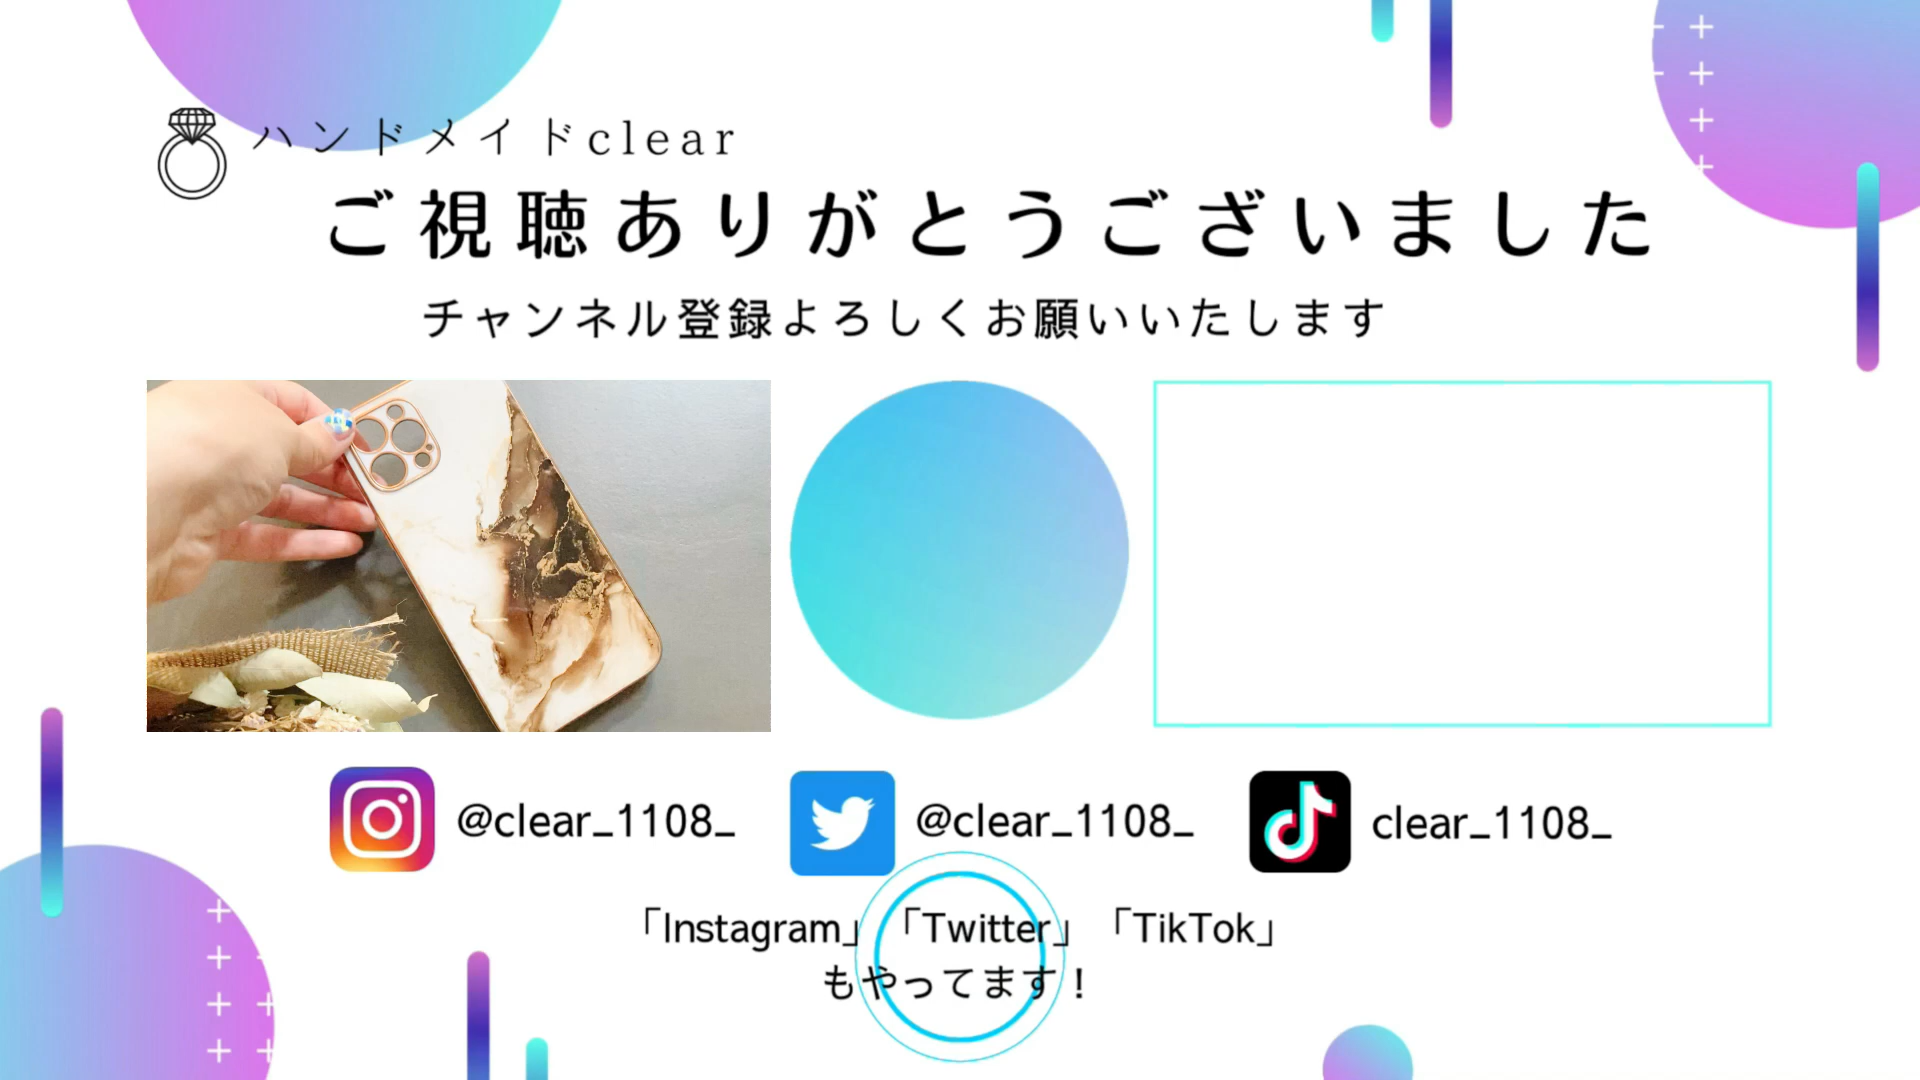 ハンドメイドclear
ご視聴ありがとうございました
チャンネル登録よろしくお願いいたします
@clear_1108_ @clear_1108_ clear_1108_
「Instagram」「Twitter」「TikTok」
もやってます！